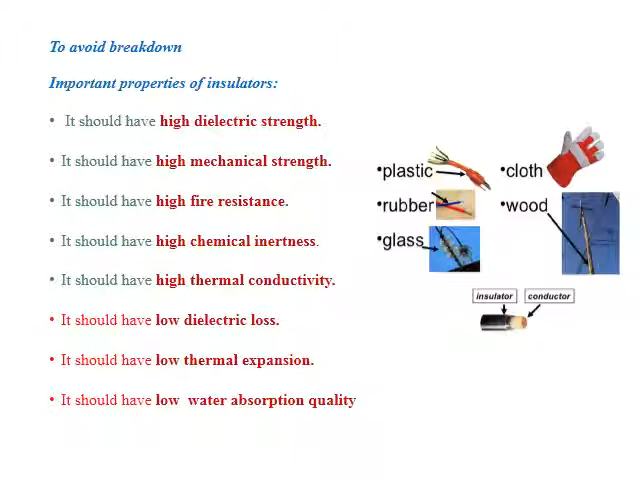 To avoid breakdown
Important properties of insulators:
• It should have high dielectric strength.
• It should have high mechanical strength.
• It should have high fire resistance.
• It should have high chemical inertness.
• It should have high thermal conductivity.
• It should have low dielectric loss.
• It should have low thermal expansion.
• It should have low water absorption quality
•plastic
•cloth
•rubber
•wood
•glass
insulator
conductor